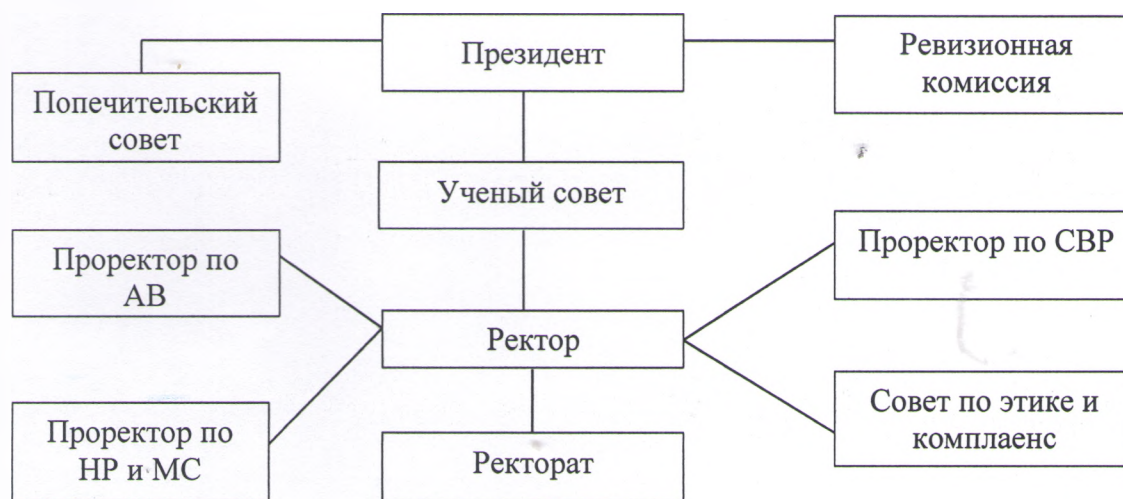 Президент
Ревизионная
комиссия
Попечительский
совет
Ученый совет
Проректор по
АВ
Проректор по СВР
Ректор
Проректор по
НР и МС
Ректорат
Совет по этике и
комплаенс